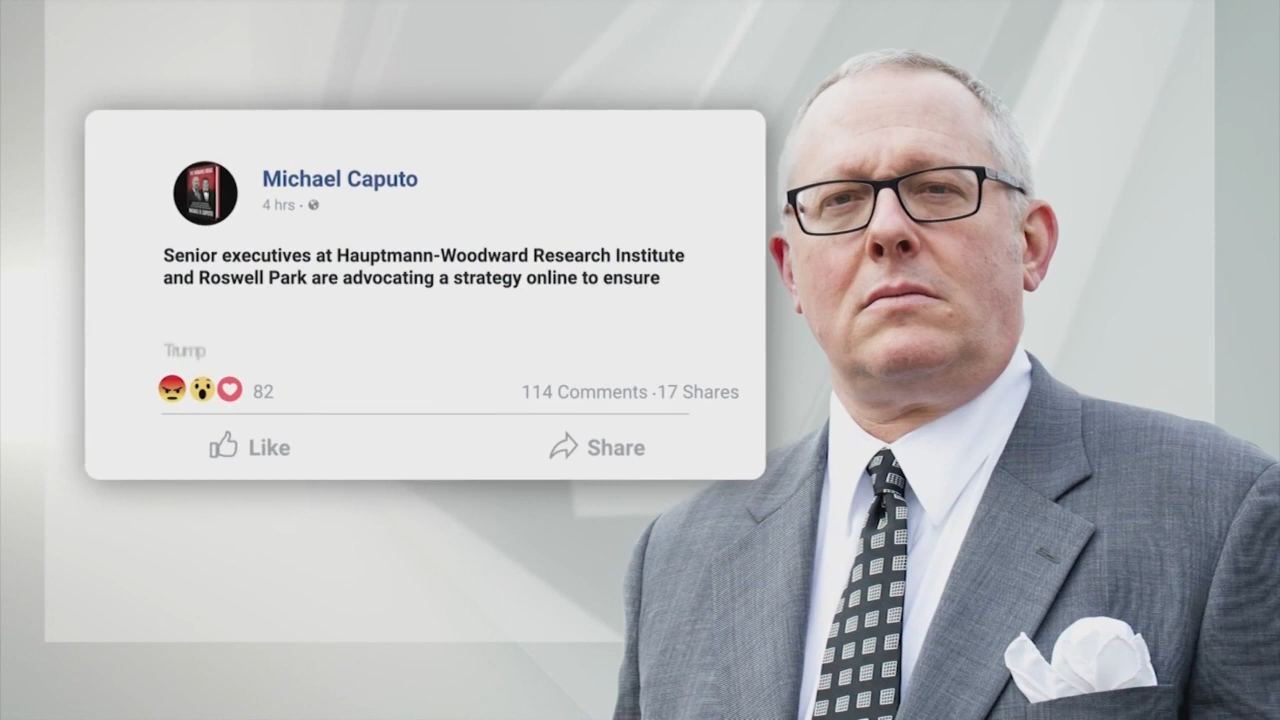 Michael Caputo
4 hrs ·
Senior executives at Hauptmann-Woodward Research Institute
and Roswell Park are advocating a strategy online to ensure
Trump
82
114 Comments · 17 Shares
Like
Share